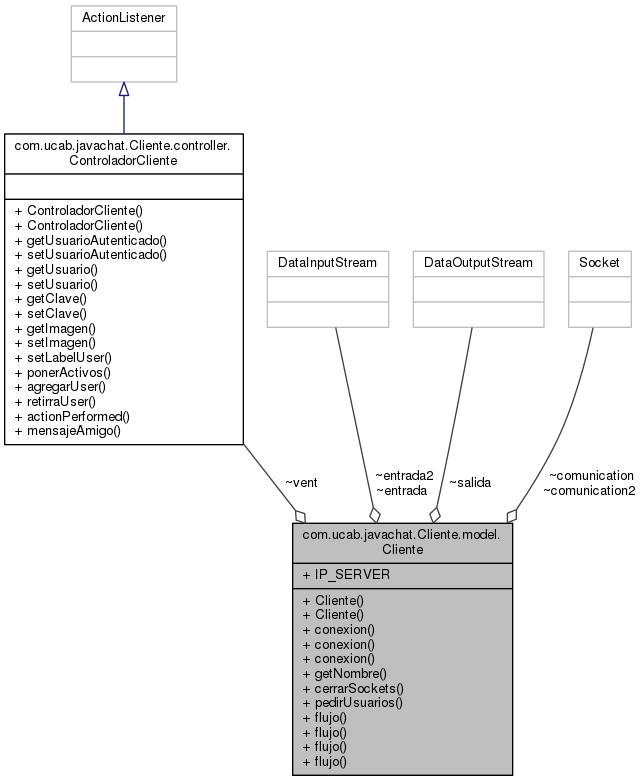 ActionListener
com.ucab.javachat.Cliente.controller.
ControladorCliente
+ ControladorCliente()
+ ControladorCliente()
+ getUsuarioAutenticado()
+ setUsuarioAutenticado()
+ getUsuario()
+ setUsuario()
+ getClave()
+ setClave()
+ getImagen()
+ setImagen()
+ setLabelUser()
+ ponerActivos()
+ agregarUser()
+ retirraUser()
+ actionPerformed()
+ mensajeAmigo()
DataInputStream
DataOutputStream
Socket
~vent
~entrada2
~entrada
~salida
~comunication
~comunication2
com.ucab.javachat.Cliente.model.
Cliente
+ IP_SERVER
+ Cliente()
+ Cliente()
+ conexion()
+ conexion()
+ conexion()
+ getNombre()
+ cerrarSockets()
+ pedirUsuarios()
+ flujo()
+ flujo()
+ flujo()
+ flujo()